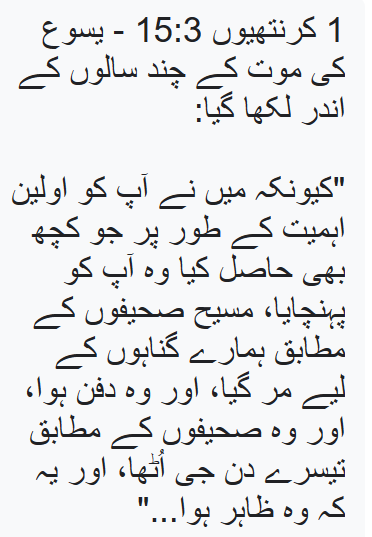 1 کرنتھیوں 15:3 - یسوع
کی موت کے چند سالوں کے
اندر لکھا گیا:
"کیونکہ میں نے آپ کو اولین
اہمیت کے طور پر جو کچھ
بھی حاصل کیا وہ آپ کو
پہنچایا، مسیح صحیفوں کے
مطابق ہمارے گناہوں کے
لیے مر گیا، اور وہ دفن ہوا،
اور وہ صحیفوں کے مطابق
تیسرے دن جی اُٹھا، اور یہ
کہ وہ ظاہر ہوا..."